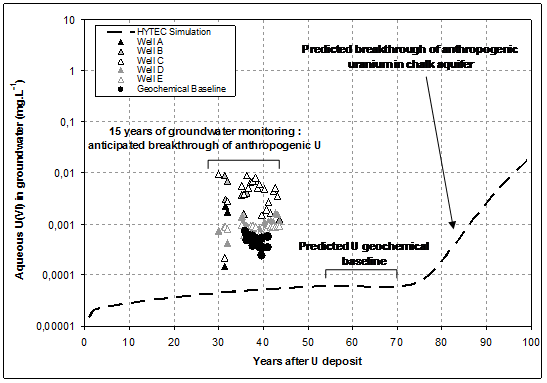 10
1
0,1
0,01
0,001
0,0001
0,00001
Aqueous U(VI) in groundwater (mg.L-1)
HYTEC Simulation
Well A
Well B
Well C
Well D
Well E
Geochemical Baseline
Predicted breakthrough of anthropogenic
uranium in chalk aquifer
15 years of groundwater monitoring :
anticipated breakthrough of anthropogenic U
Predicted U geochemical
baseline
0 10 20 30 40 50 60 70 80 90 100
Years after U deposit